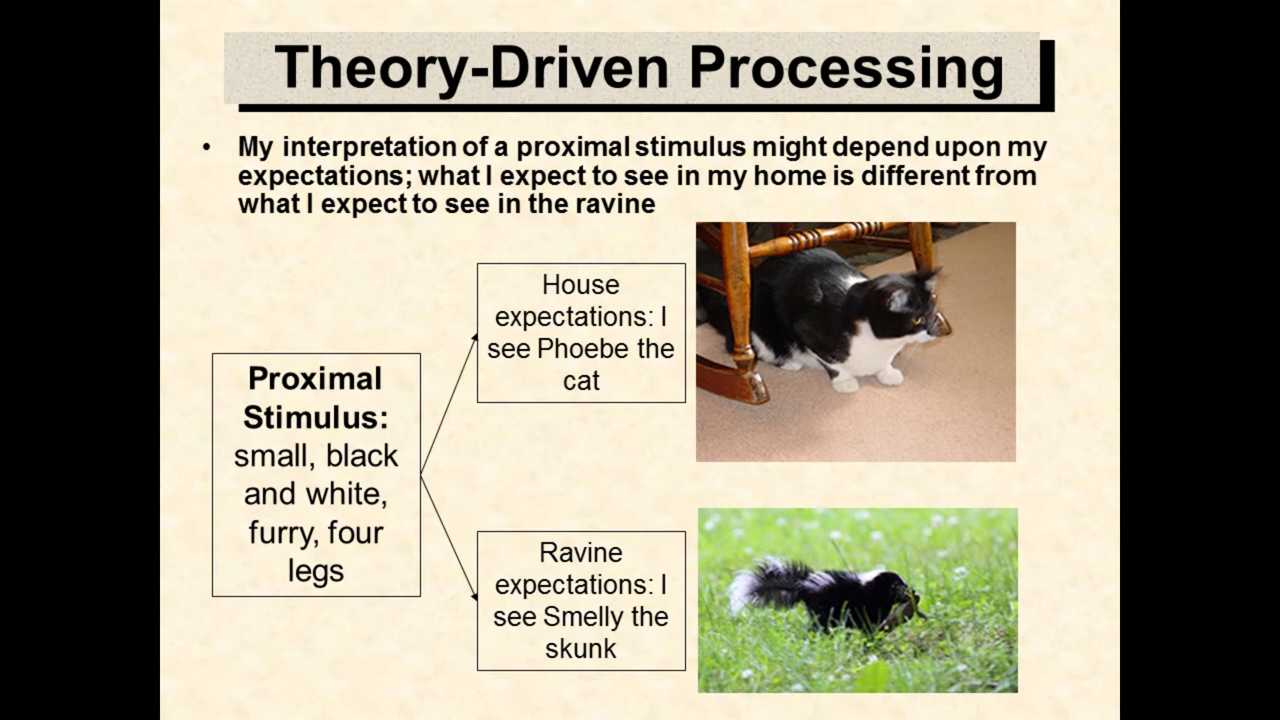 Theory-Driven Processing
• My interpretation of a proximal stimulus might depend upon my
expectations; what I expect to see in my home is different from
what I expect to see in the ravine
House
expectations: I
see Phoebe the
cat
Proximal
Stimulus:
small, black
and white,
furry, four
legs
Ravine
expectations: I
see Smelly the
skunk